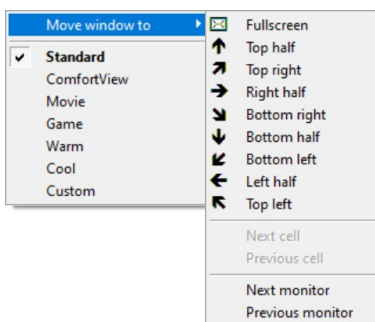 Move window to
Standard
ComfortView
Movie
Game
Warm
Cool
Custom
Fullscreen
Top half
Top right
Right half
Bottom right
Bottom half
Bottom left
Left half
Top left
Next cell
Previous cell
Next monitor
Previous monitor